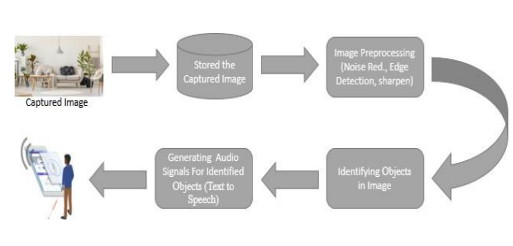 Captured Image
Stored the
Captured Image
Image Preprocessing
(Noise Red., Edge
Detection, sharpen)
Identifying Objects
in Image
Generating Audio
Signals For Identified
Objects (Text to
Speech)